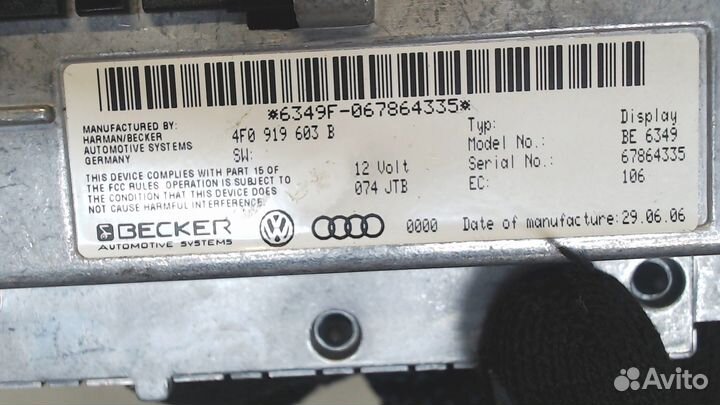 *6349F-067864335*
MANUFACTURED BY:
HARMAN/BECKER
AUTOMOTIVE SYSTEMS
GERMANY
4F0 919 603 B
SW:
THIS DEVICE COMPLIES WITH PART 15 OF
THE FCC RULES. OPERATION IS SUBJECT TO
THE CONDITION THAT THIS DEVICE DOES
NOT CAUSE HARMFUL INTERFERENCE.
12 Volt
074 JTB
Typ: Display
Model No.: BE 6349
Serial No.: 67864335
EC: 106
BECKER
AUTOMOTIVE SYSTEMS
VW
0000
Date of manufacture: 29.06.06
Avito